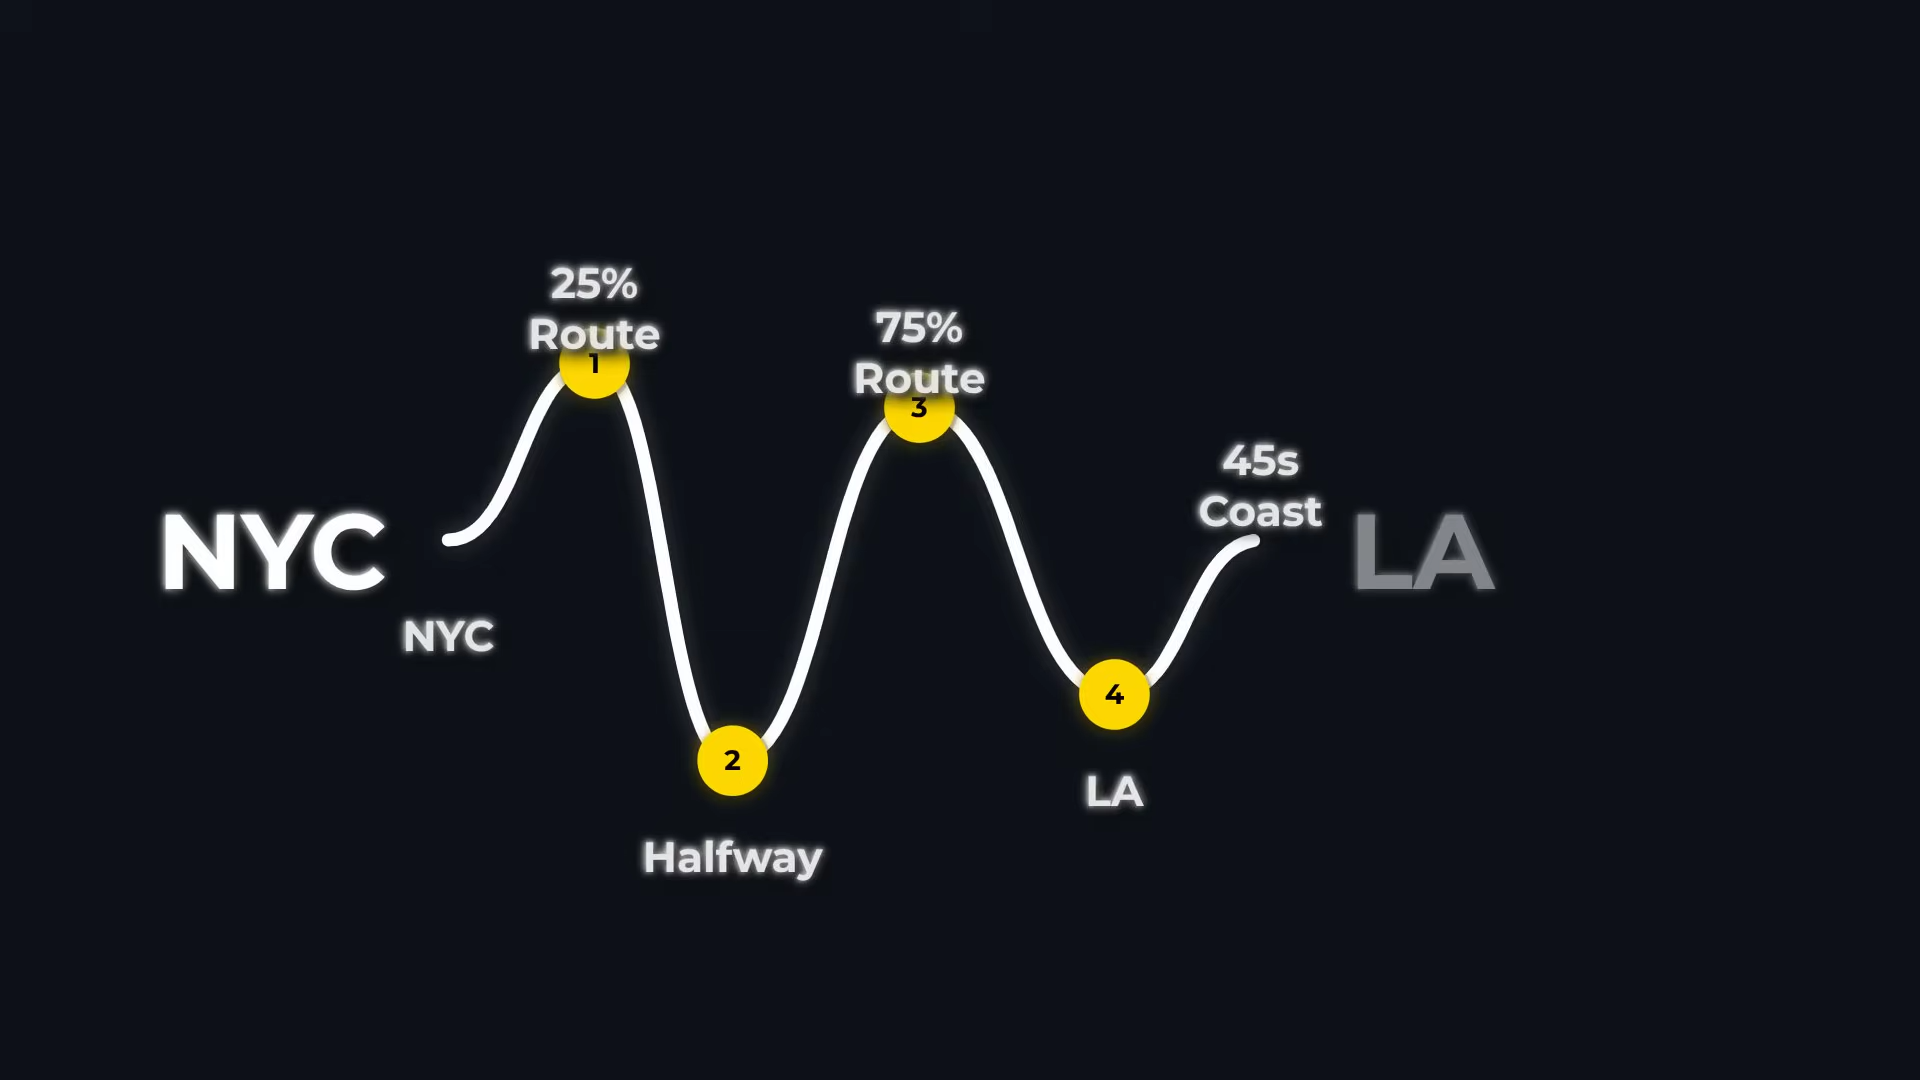 25%
Route
1
75%
Route
3
45s
Coast
NYC
LA
NYC
4
2
LA
Halfway